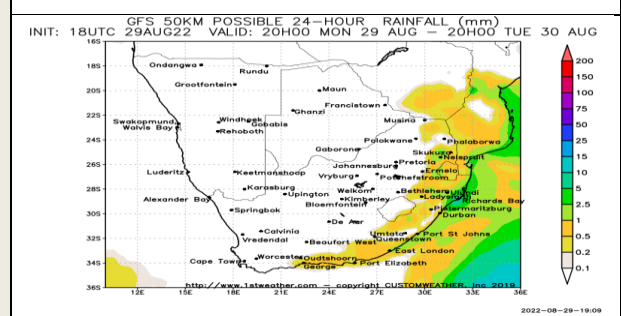 GFS 50KM POSSIBLE 24-HOUR RAINFALL (mm)
INIT: 18UTC 29AUG22 VALID: 20H00 MON 29 AUG - 20H00 TUE 30 AUG
16S
Ondangwa
Rundu
18S
Grootfontein
Maun
20S
Francistown
Ghanzi
22S
Swakopmund
Windhoek
Gobabis
Musina
Walvis Bay
Rehoboth
24S
Polokwane
Phalaborwa
Gaborone
Skukuza
Johannesburg
Pretoria
Nelspruit
26S
Luderitz
Keetmanshoop
Vryburg
Potchefstroom
Ermelo
28S
Karasburg
Upington
Welkom
Bethlehem
Ulundi
Alexander Bay
Kimberley
Ladysmith
Richards Bay
Bloemfontein
Pietermaritzburg
30S
Springbok
Durban
De Aar
Calvinia
Umtata
Port St Johns
32S
Vredendal
Beaufort West
Queenstown
East London
Cape Town
Worcester
Oudtshoorn
34S
George
Port Elizabeth
http://www.1stweather.com - copyright CUSTOMWEATHER, Inc 2019
36S
12E 15E 18E 21E 24E 27E 30E 33E 36E
200
150
100
75
50
25
15
10
5
2.5
1
0.5
0.2
0.1
2022-08-29-19:09